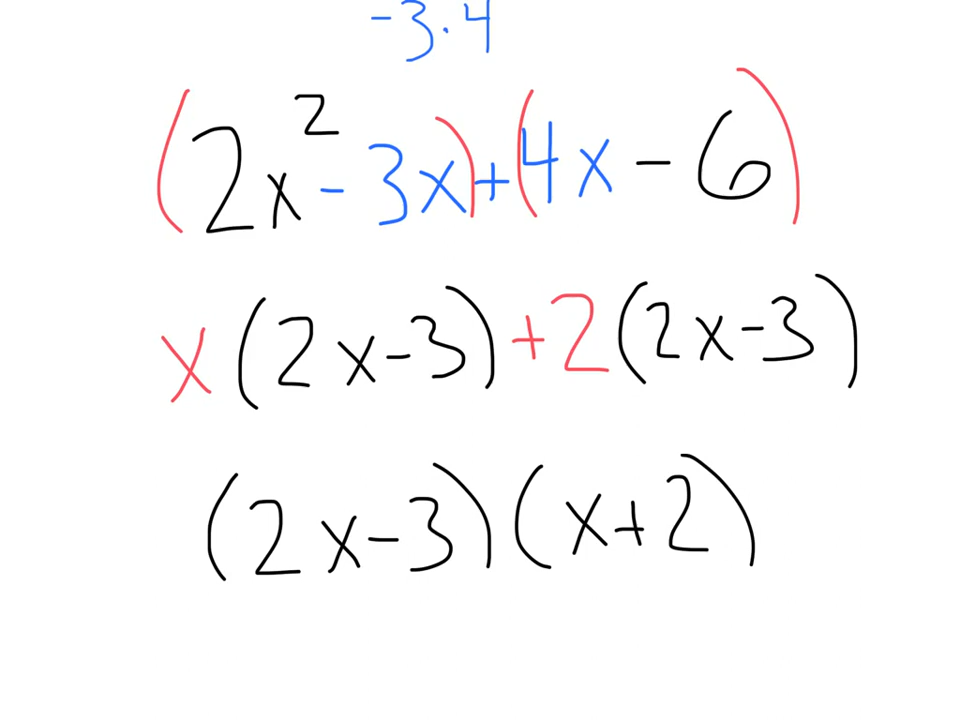 -3·4
(2x² - 3x) + (4x - 6)
x(2x-3) + 2(2x-3)
(2x-3)(x+2)